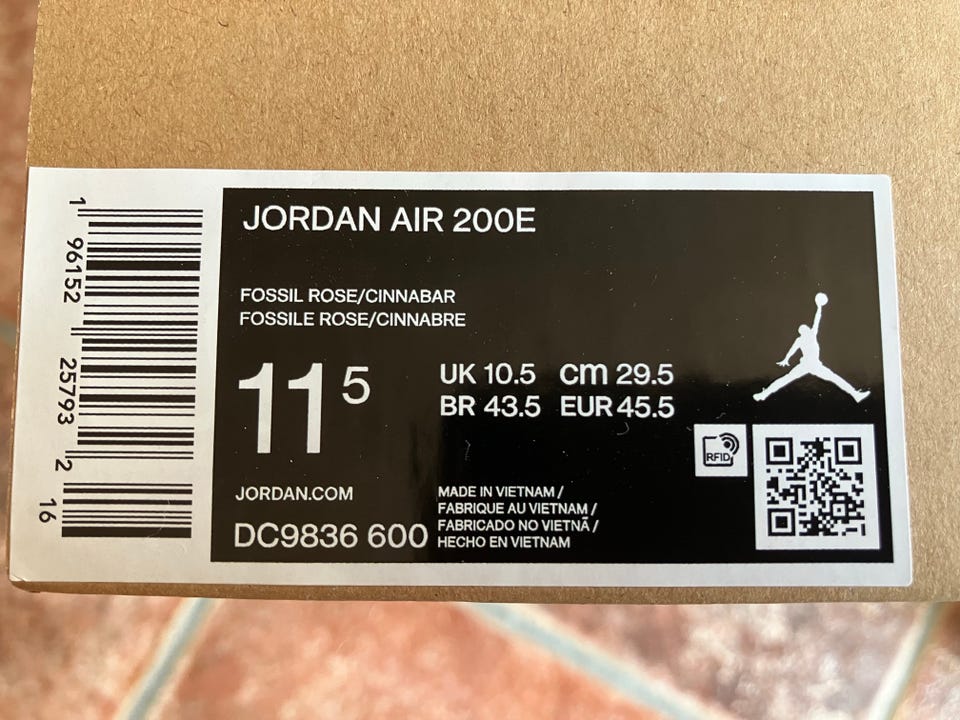 JORDAN AIR 200E
FOSSIL ROSE/CINNABAR
FOSSILE ROSE/CINNABRE
11 5
UK 10.5 cm 29.5
BR 43.5 EUR 45.5
RFID
JORDAN.COM
DC9836 600
MADE IN VIETNAM /
FABRIQUE AU VIETNAM /
FABRICADO NO VIETNÃ /
HECHO EN VIETNAM
1 96152 25793 2 16